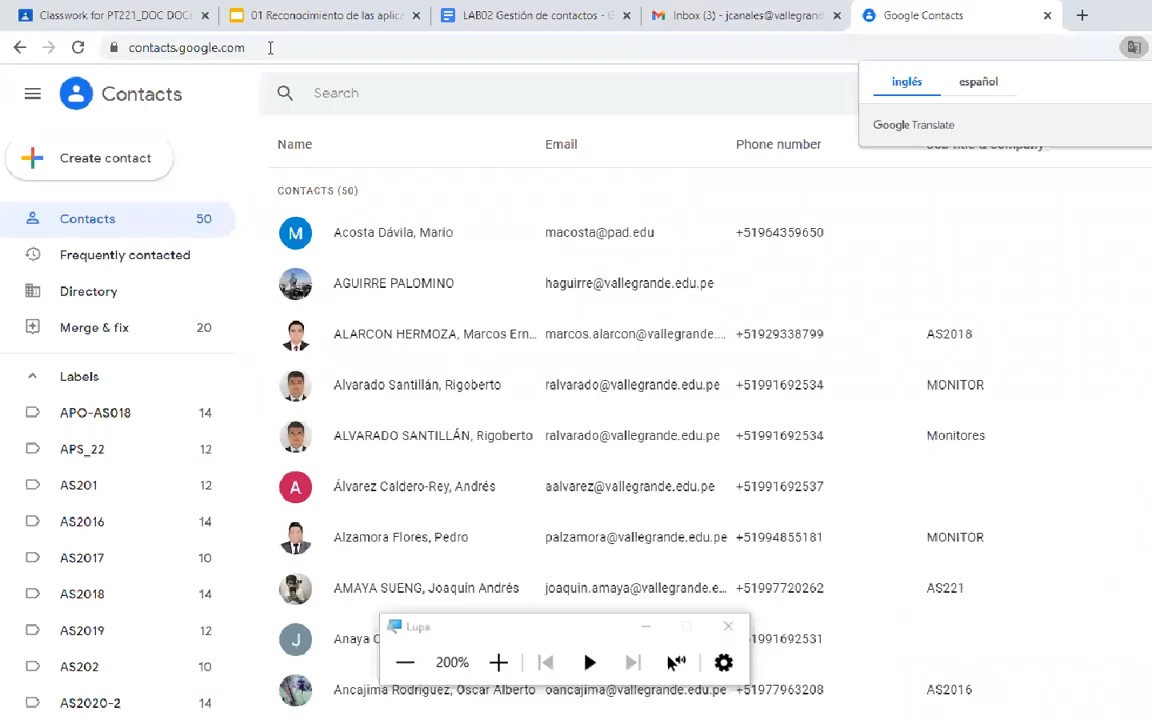 Classwork for PT221_DOC DOC
01 Reconocimiento de las aplica
LAB02 Gestión de contactos - G
Inbox (3) - jcanales@vallegrand
Google Contacts
contacts.google.com
inglés español
Google Translate
Contacts
Search
Create contact
Name Email Phone number Job title & company
CONTACTS (50)
Contacts 50
Frequently contacted
Directory
Merge & fix 20
Labels
APO-AS018 14
APS_22 12
AS201 12
AS2016 14
AS2017 10
AS2018 14
AS2019 12
AS202 10
AS2020-2 14
Acosta Dávila, Mario macosta@pad.edu +51964359650
AGUIRRE PALOMINO haguirre@vallegrande.edu.pe
ALARCON HERMOZA, Marcos Ern... marcos.alarcon@vallegrande.... +51929338799 AS2018
Alvarado Santillán, Rigoberto ralvarado@vallegrande.edu.pe +51991692534 MONITOR
ALVARADO SANTILLÁN, Rigoberto ralvarado@vallegrande.edu.pe +51991692534 Monitores
Álvarez Caldero-Rey, Andrés aalvarez@vallegrande.edu.pe +51991692537
Alzamora Flores, Pedro palzamora@vallegrande.edu.pe +51994855181 MONITOR
AMAYA SUENG, Joaquín Andrés joaquin.amaya@vallegrande.e... +51997720262 AS221
Anaya C 991692531
Ancajima Rodriguez, Oscar Alberto oancajima@vallegrande.edu.pe +51977963208 AS2016
Lupa
200%